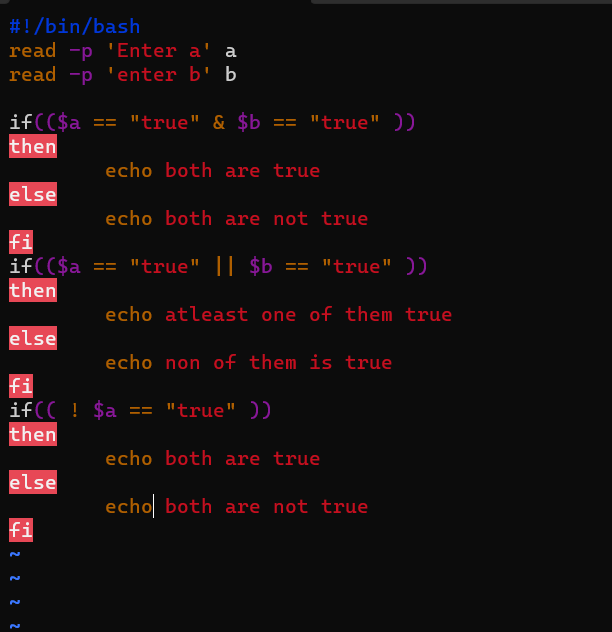 #!/bin/bash
read -p 'Enter a' a
read -p 'enter b' b

if(($a == "true" & $b == "true" ))
then
        echo both are true
else
        echo both are not true
fi
if(($a == "true" || $b == "true" ))
then
        echo atleast one of them true
else
        echo non of them is true
fi
if(( ! $a == "true" ))
then
        echo both are true
else
        echo both are not true
fi
~
~
~
~